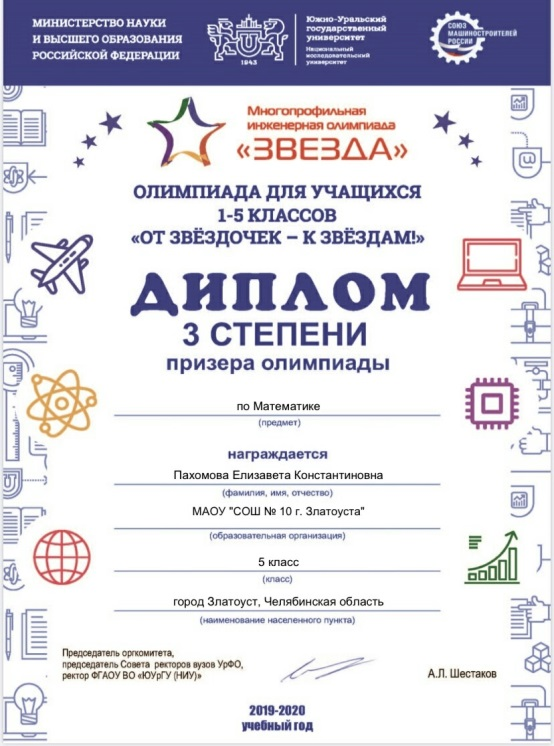 МИНИСТЕРСТВО НАУКИ
И ВЫСШЕГО ОБРАЗОВАНИЯ
РОССИЙСКОЙ ФЕДЕРАЦИИ
1943
Южно-Уральский
государственный
университет
Национальный
исследовательский
университет
СОЮЗ
МАШИНОСТРОИТЕЛЕЙ
РОССИИ
Многопрофильная
инженерная олимпиада
«ЗВЕЗДА»
ОЛИМПИАДА ДЛЯ УЧАЩИХСЯ
1-5 КЛАССОВ
«ОТ ЗВЁЗДОЧЕК – К ЗВЁЗДАМ!»
ДИПЛОМ
3 СТЕПЕНИ
призера олимпиады
по Математике
(предмет)
награждается
Пахомова Елизавета Константиновна
(фамилия, имя, отчество)
МАОУ "СОШ № 10 г. Златоуста"
(образовательная организация)
5 класс
(класс)
город Златоуст, Челябинская область
(наименование населенного пункта)
Председатель оргкомитета,
председатель Совета ректоров вузов УрФО,
ректор ФГАОУ ВО «ЮУрГУ (НИУ)»
А.Л. Шестаков
2019-2020
учебный год